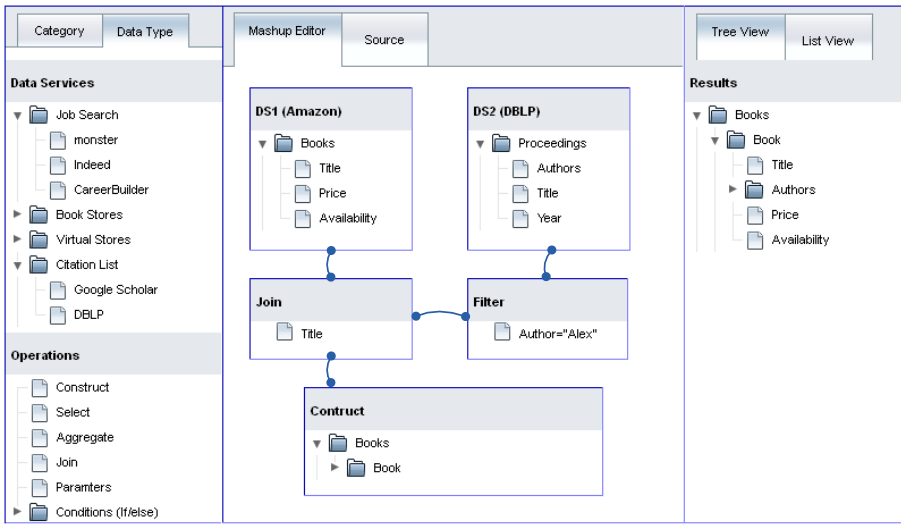 Category
Data Type
Data Services
Job Search
monster
Indeed
CareerBuilder
Book Stores
Virtual Stores
Citation List
Google Scholar
DBLP
Operations
Construct
Select
Aggregate
Join
Paramters
Conditions (If/else)
Mashup Editor
Source
DS1 (Amazon)
Books
Title
Price
Availability
DS2 (DBLP)
Proceedings
Authors
Title
Year
Join
Title
Filter
Author="Alex"
Contruct
Books
Book
Tree View
List View
Results
Books
Book
Title
Authors
Price
Availability